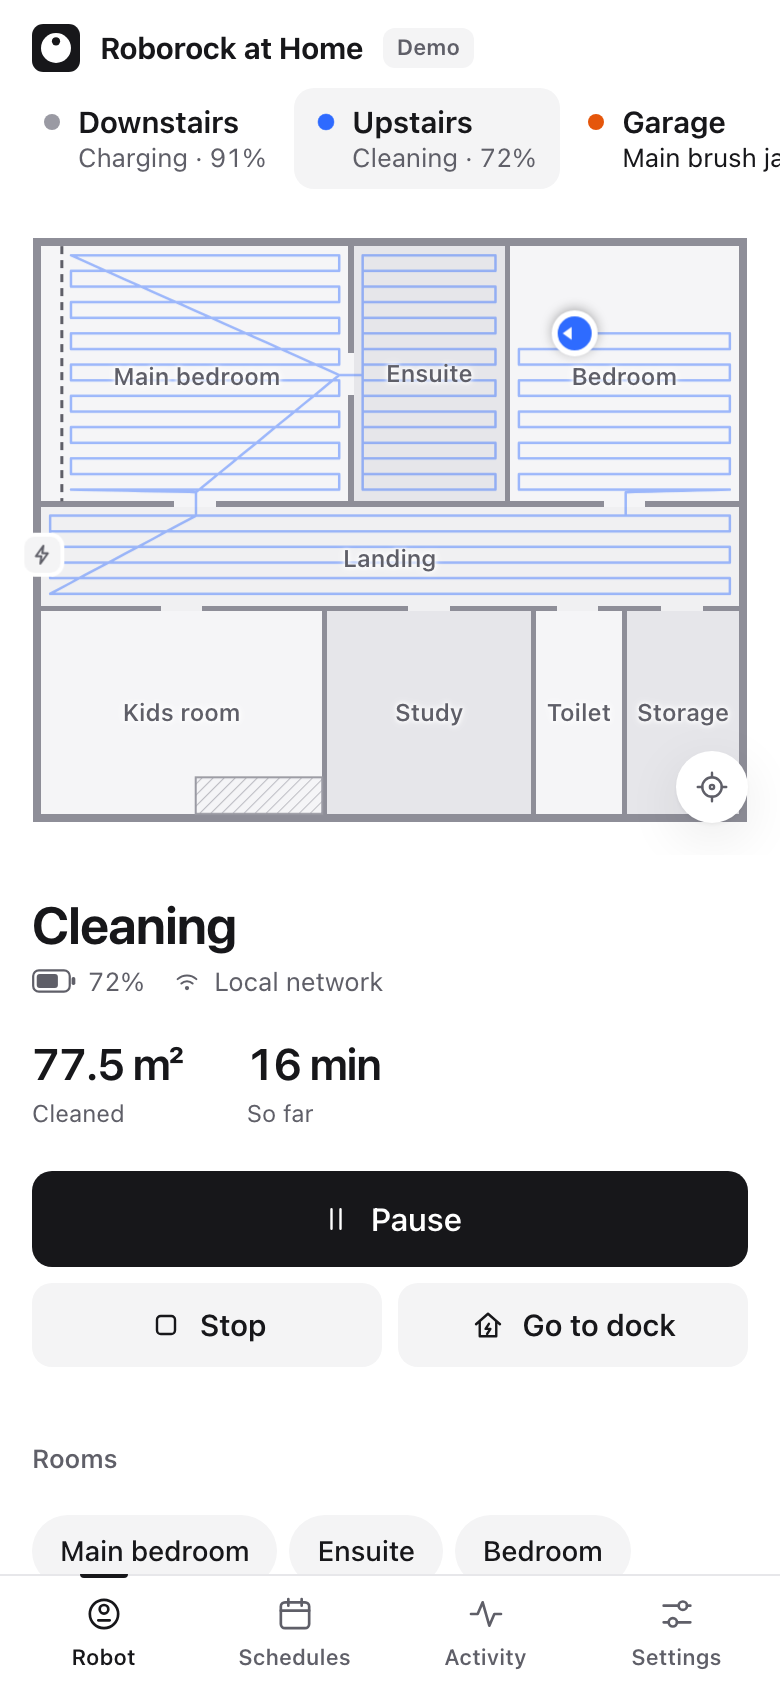 Roborock at Home Demo
Downstairs
Charging · 91%
Upstairs
Cleaning · 72%
Garage
Main brush ja
Main bedroom
Ensuite
Bedroom
Landing
Kids room
Study
Toilet
Storage
Cleaning
72% Local network
77.5 m² 16 min
Cleaned So far
Pause
Stop
Go to dock
Rooms
Main bedroom Ensuite Bedroom
Robot Schedules Activity Settings